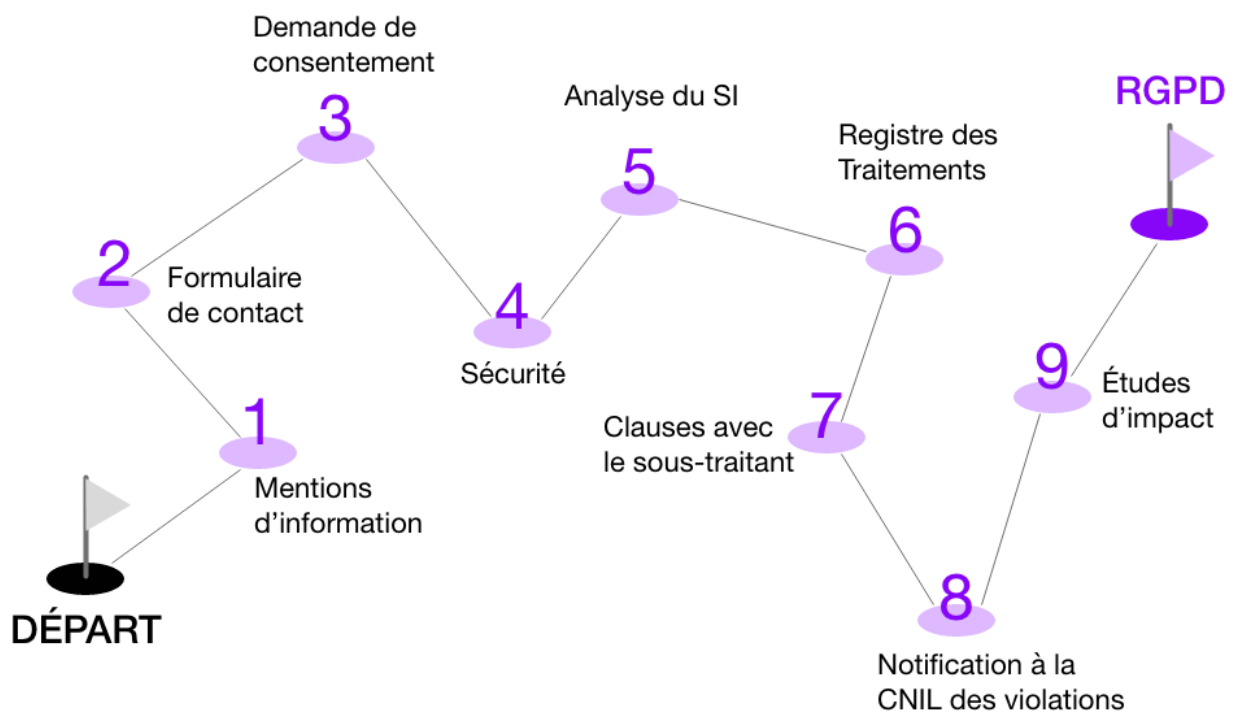 DÉPART
1
Mentions
d’information
2
Formulaire
de contact
3
Demande de
consentement
4
Sécurité
5
Analyse du SI
6
Registre des
Traitements
7
Clauses avec
le sous-traitant
8
Notification à la
CNIL des violations
9
Études
d’impact
RGPD